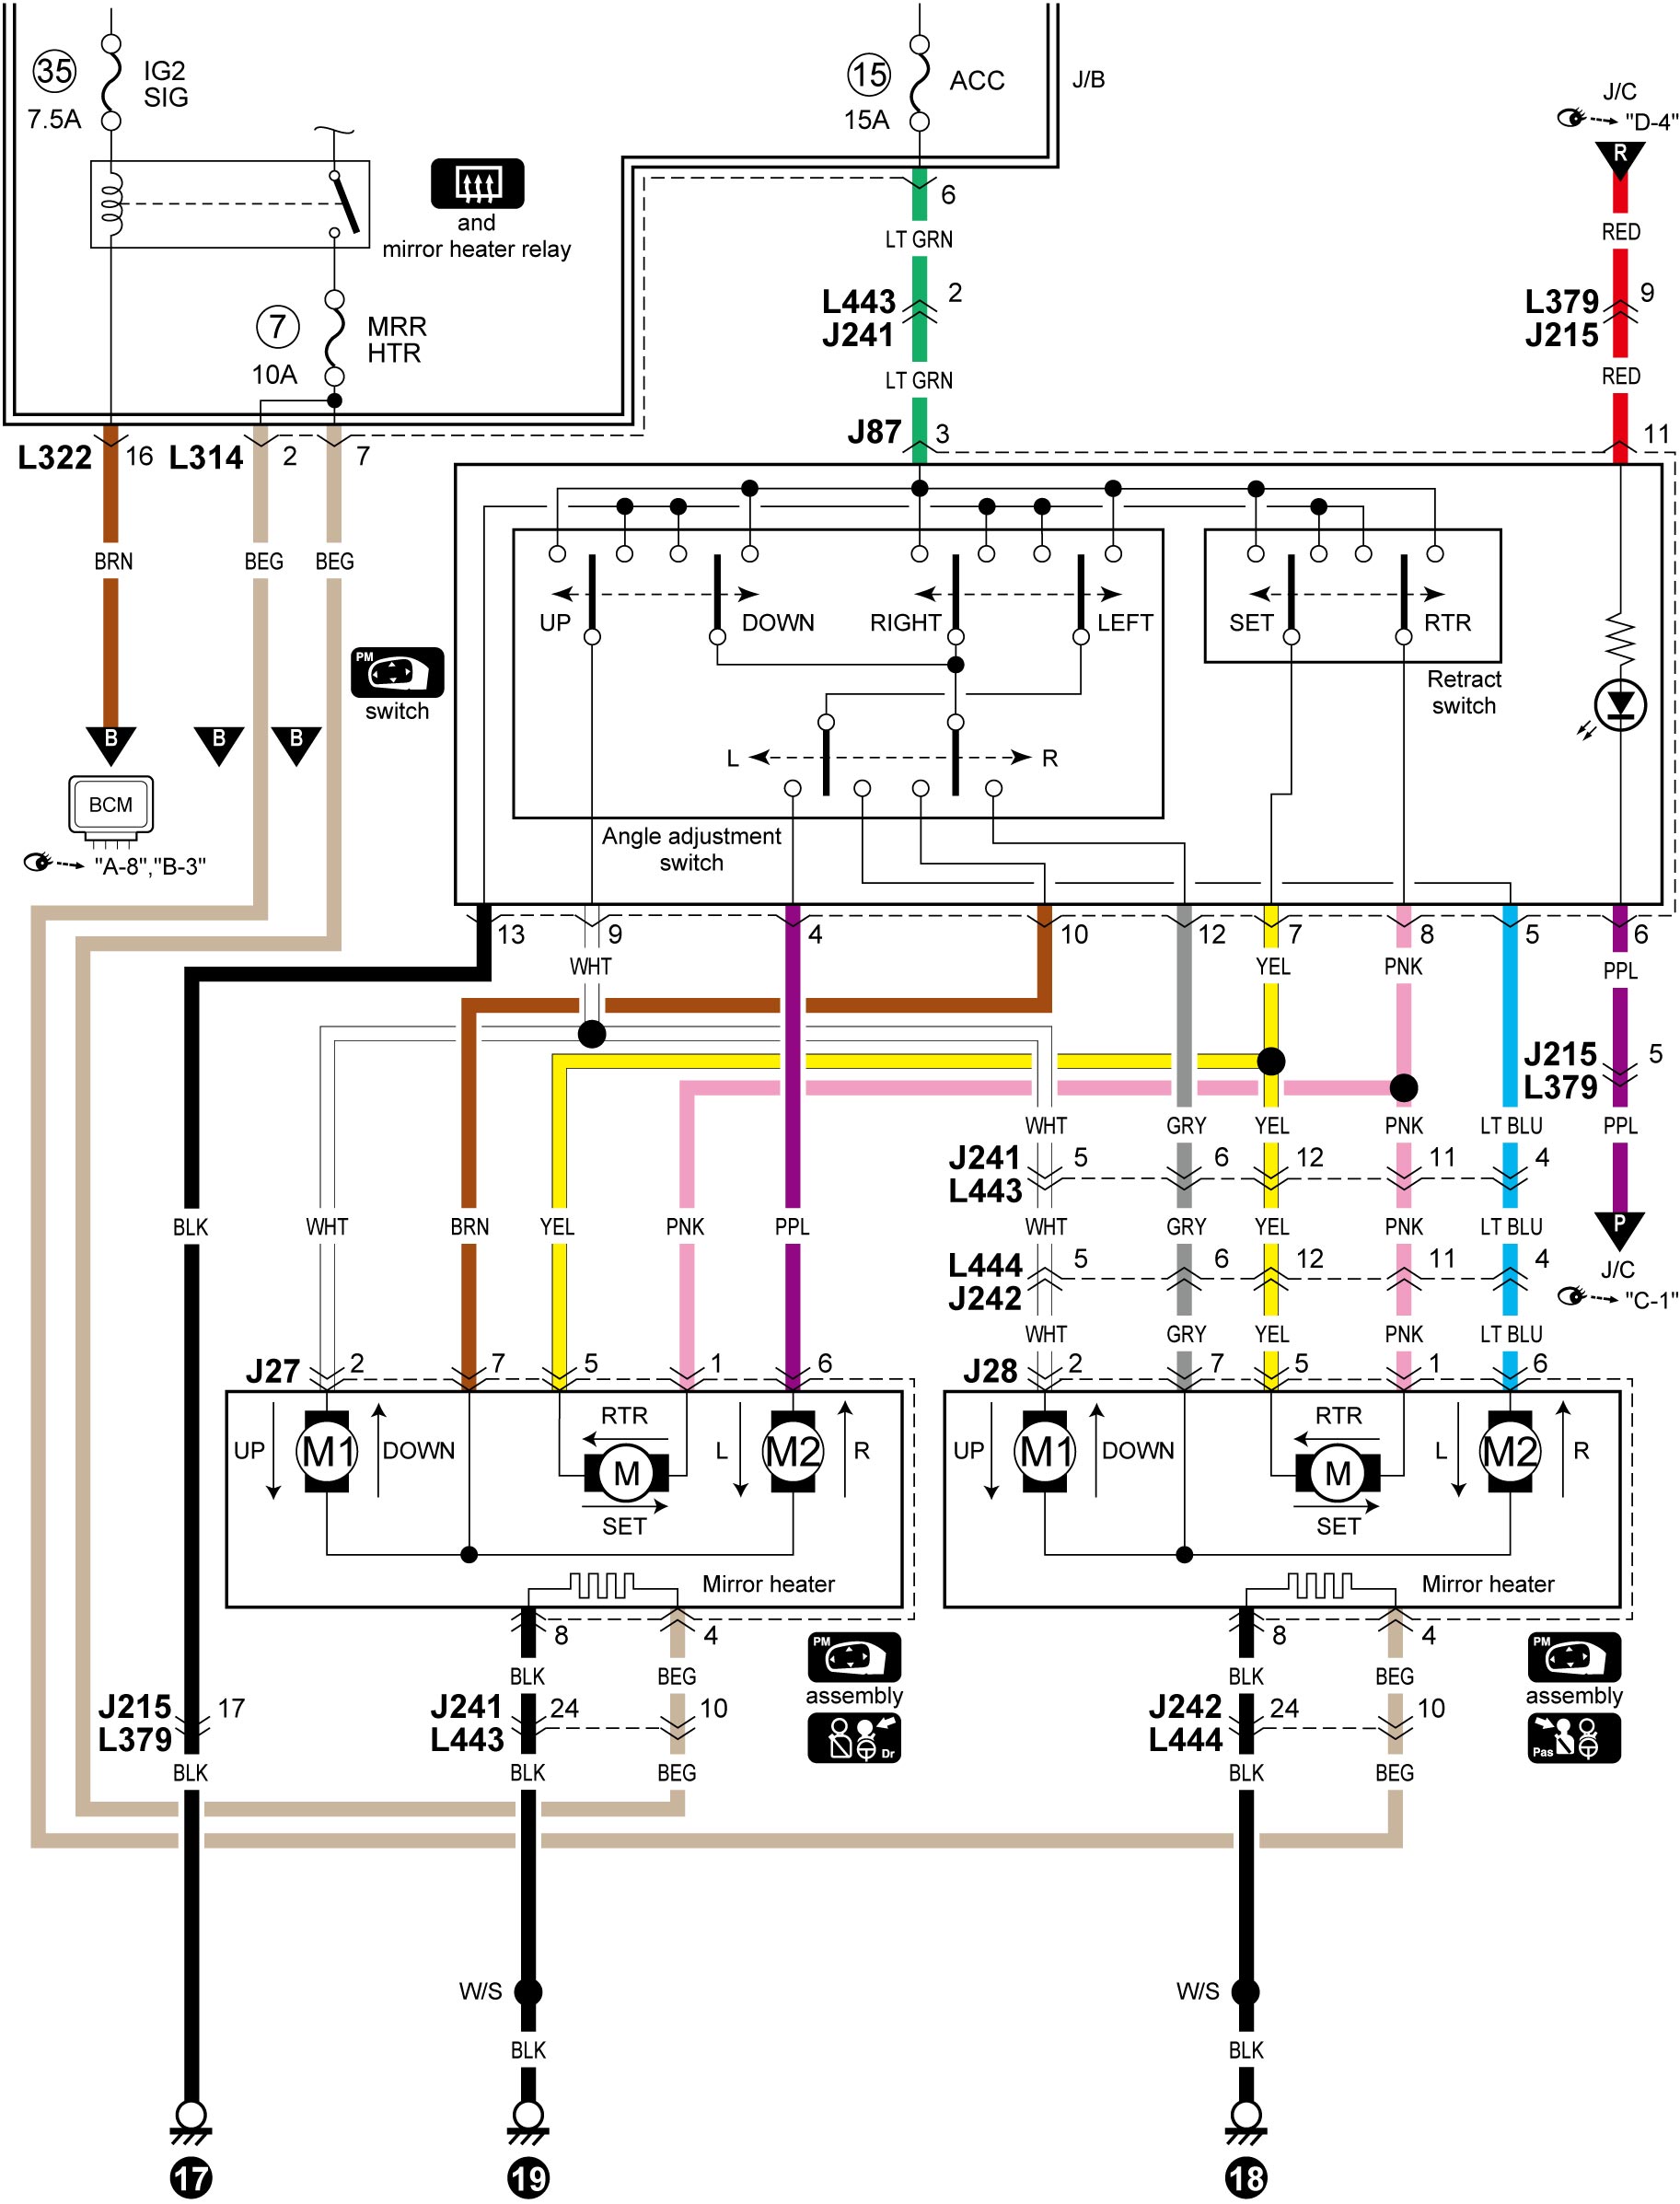 35
IG2
SIG
7.5A
15
ACC
15A
J/B
J/C
"D-4"
R
and
mirror heater relay
6
LT GRN
RED
7
MRR
HTR
10A
L443
J241
2
L379
J215
9
LT GRN
RED
L322
16
L314
2
7
J87
3
11
BRN
BEG
BEG
UP
DOWN
RIGHT
LEFT
SET
RTR
PM
switch
Retract
switch
B
B
B
L
R
BCM
"A-8","B-3"
Angle adjustment
switch
13
9
4
10
12
7
8
5
6
WHT
YEL
PNK
PPL
J215
L379
5
WHT
GRY
YEL
PNK
LT BLU
PPL
J241
L443
5
6
12
11
4
BLK
WHT
BRN
YEL
PNK
PPL
WHT
GRY
YEL
PNK
LT BLU
P
J/C
"C-1"
L444
J242
5
6
12
11
4
WHT
GRY
YEL
PNK
LT BLU
J27
2
7
5
1
6
J28
2
7
5
1
6
UP
M1
DOWN
RTR
M
SET
L
M2
R
UP
M1
DOWN
RTR
M
SET
L
M2
R
Mirror heater
Mirror heater
8
4
8
4
BLK
BEG
PM
assembly
Dr
BLK
BEG
PM
assembly
Pas
J215
L379
17
J241
L443
24
10
J242
L444
24
10
BLK
BLK
BEG
BLK
BEG
W/S
W/S
BLK
BLK
17
19
18